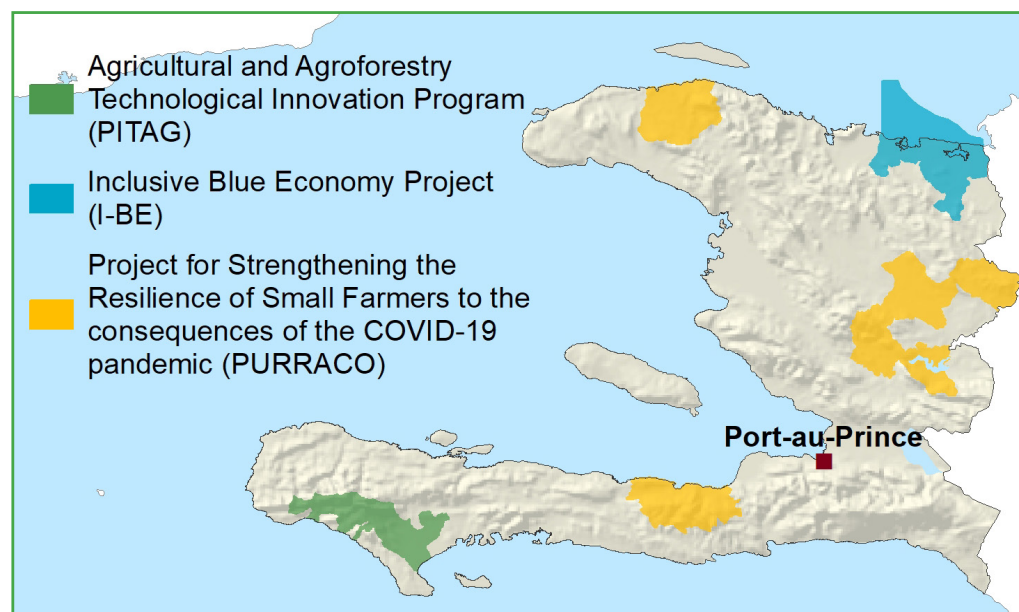 Agricultural and Agroforestry
Technological Innovation Program
(PITAG)
Inclusive Blue Economy Project
(I-BE)
Project for Strengthening the
Resilience of Small Farmers to the
consequences of the COVID-19
pandemic (PURRACO)
Port-au-Prince